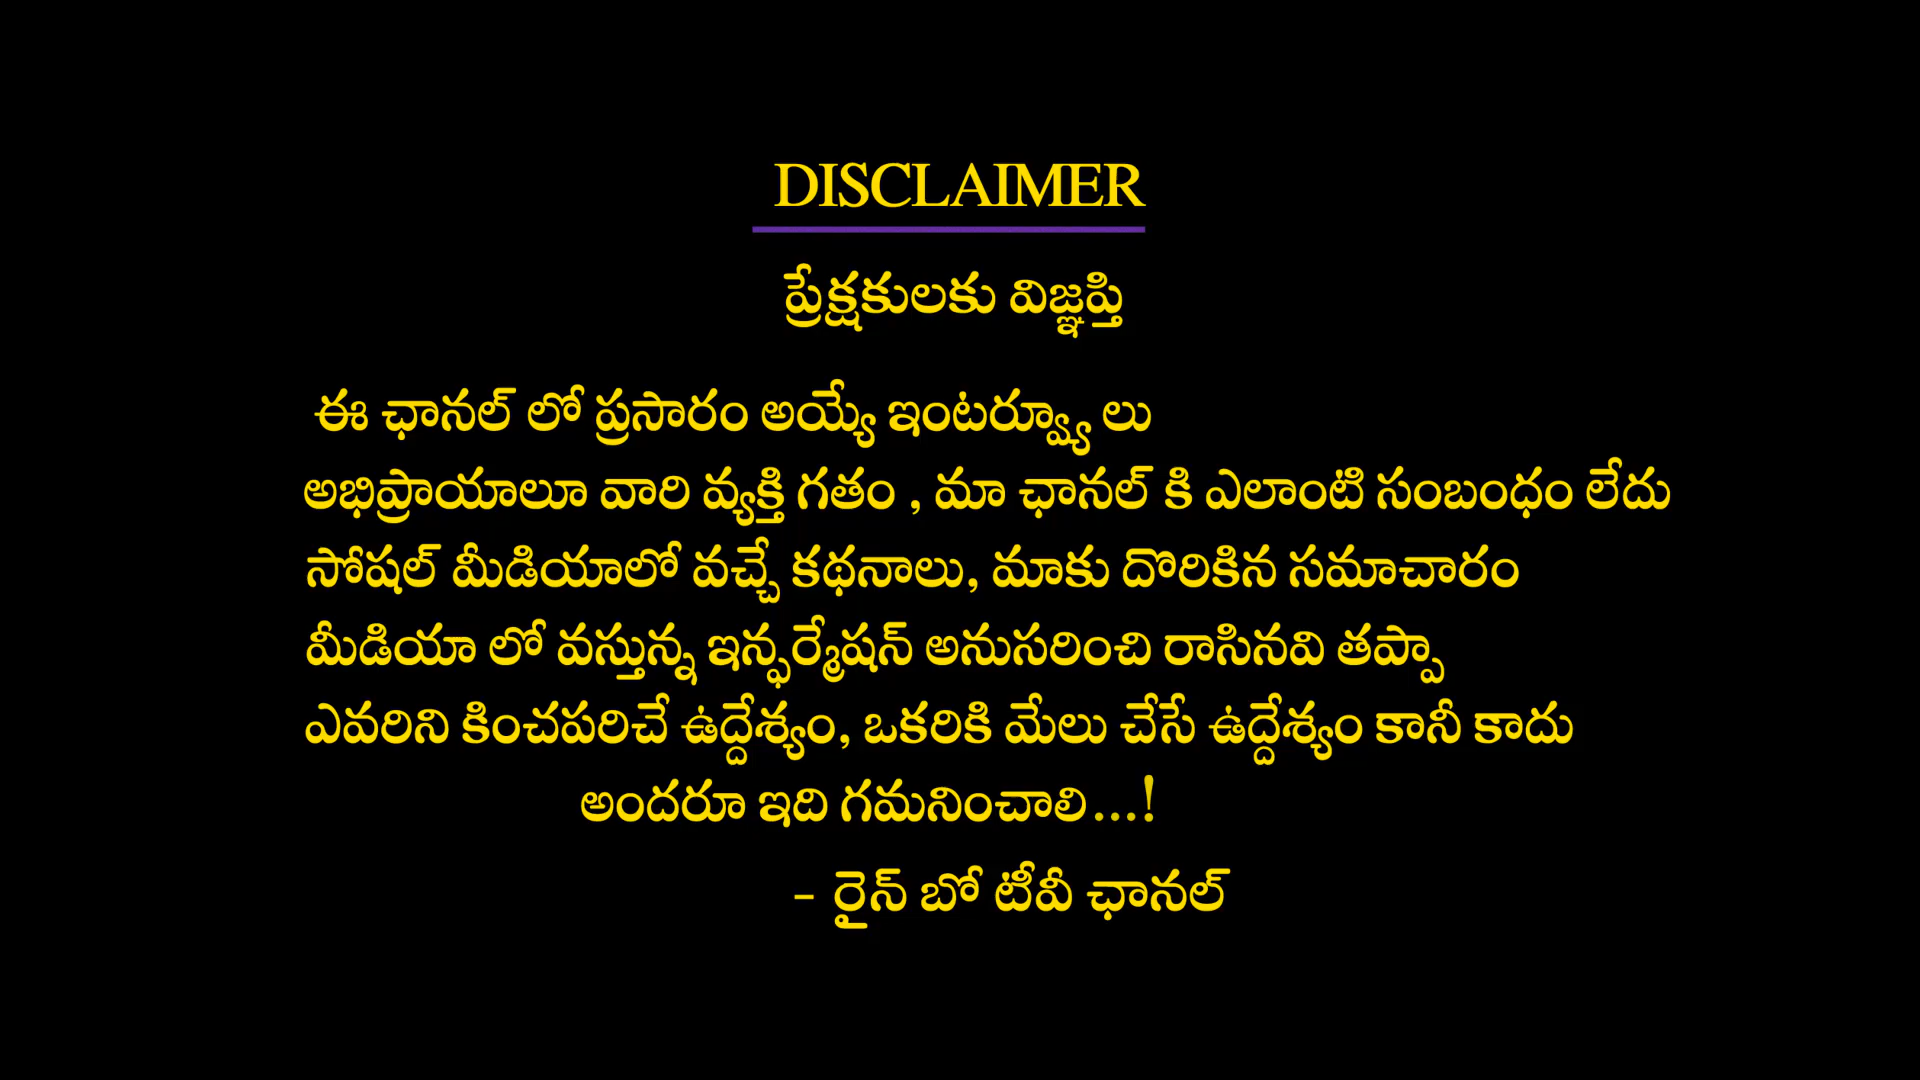 DISCLAIMER
ప్రేక్షకులకు విజ్ఞప్తి
ఈ ఛానల్ లో ప్రసారం అయ్యే ఇంటర్వ్యూ లు
అభిప్రాయాలూ వారి వ్యక్తి గతం , మా ఛానల్ కి ఎలాంటి సంబంధం లేదు
సోషల్ మీడియాలో వచ్చే కథనాలు, మాకు దొరికిన సమాచారం
మీడియా లో వస్తున్న ఇన్ఫర్మేషన్ అనుసరించి రాసినవి తప్పా
ఎవరిని కించపరిచే ఉద్దేశ్యం, ఒకరికి మేలు చేసే ఉద్దేశ్యం కానీ కాదు
అందరూ ఇది గమనించాలి...!
- రైన్ బో టీవీ ఛానల్